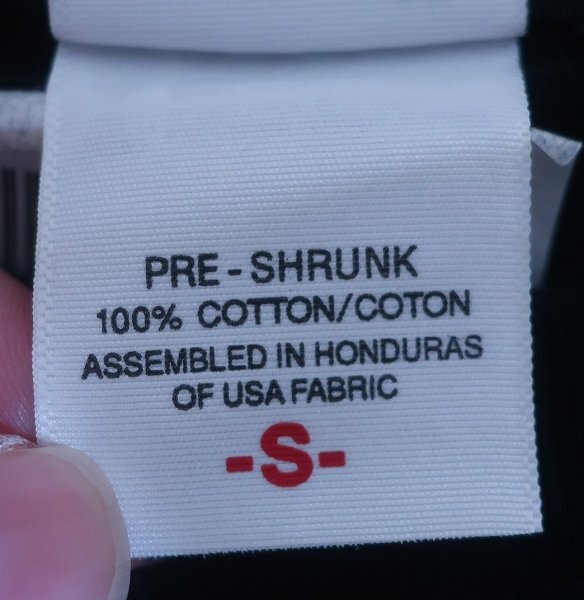 PRE-SHRUNK
100% COTTON/COTON
ASSEMBLED IN HONDURAS
OF USA FABRIC
-S-